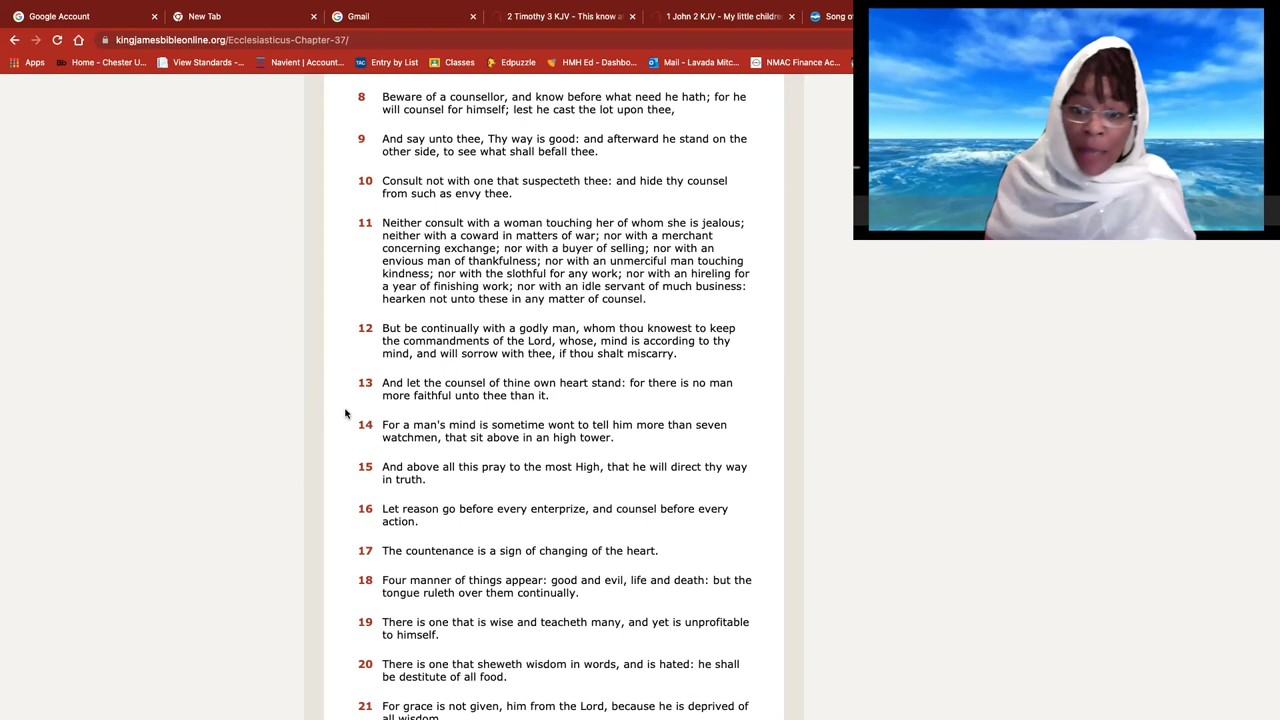 Google Account
New Tab
Gmail
2 Timothy 3 KJV - This know a
1 John 2 KJV - My little childre
Song o
kingjamesbibleonline.org/Ecclesiasticus-Chapter-37/
Apps
Bb Home - Chester U...
View Standards -...
Navient | Account...
TAC Entry by List
Classes
Edpuzzle
HMH Ed - Dashbo...
Mail - Lavada Mitc...
NMAC Finance Ac...
8 Beware of a counsellor, and know before what need he hath; for he
will counsel for himself; lest he cast the lot upon thee,
9 And say unto thee, Thy way is good: and afterward he stand on the
other side, to see what shall befall thee.
10 Consult not with one that suspecteth thee: and hide thy counsel
from such as envy thee.
11 Neither consult with a woman touching her of whom she is jealous;
neither with a coward in matters of war; nor with a merchant
concerning exchange; nor with a buyer of selling; nor with an
envious man of thankfulness; nor with an unmerciful man touching
kindness; nor with the slothful for any work; nor with an hireling for
a year of finishing work; nor with an idle servant of much business:
hearken not unto these in any matter of counsel.
12 But be continually with a godly man, whom thou knowest to keep
the commandments of the Lord, whose, mind is according to thy
mind, and will sorrow with thee, if thou shalt miscarry.
13 And let the counsel of thine own heart stand: for there is no man
more faithful unto thee than it.
14 For a man's mind is sometime wont to tell him more than seven
watchmen, that sit above in an high tower.
15 And above all this pray to the most High, that he will direct thy way
in truth.
16 Let reason go before every enterprize, and counsel before every
action.
17 The countenance is a sign of changing of the heart.
18 Four manner of things appear: good and evil, life and death: but the
tongue ruleth over them continually.
19 There is one that is wise and teacheth many, and yet is unprofitable
to himself.
20 There is one that sheweth wisdom in words, and is hated: he shall
be destitute of all food.
21 For grace is not given, him from the Lord, because he is deprived of
all wisdom.